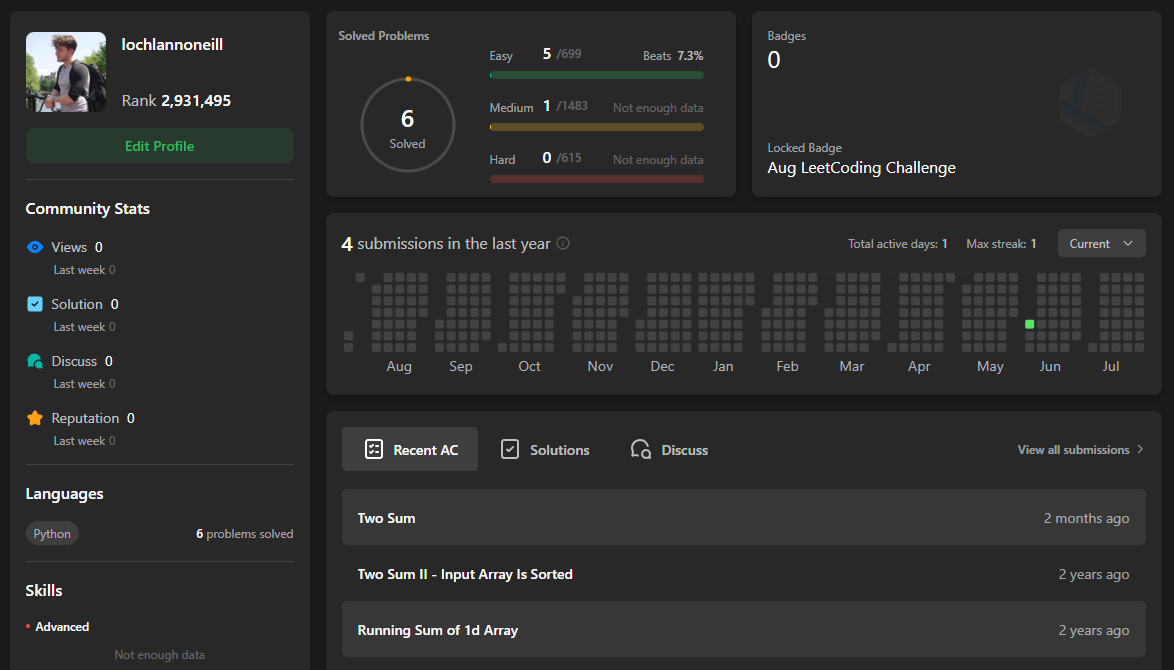 lochlannoneill
Rank 2,931,495
Edit Profile
Community Stats
Views 0
Last week 0
Solution 0
Last week 0
Discuss 0
Last week 0
Reputation 0
Last week 0
Languages
Python 6 problems solved
Skills
Advanced
Not enough data
Solved Problems
6
Solved
Easy 5 /699 Beats 7.3%
Medium 1 /1483 Not enough data
Hard 0 /615 Not enough data
Badges
0
Locked Badge
Aug LeetCoding Challenge
4 submissions in the last year Total active days: 1 Max streak: 1 Current
Aug Sep Oct Nov Dec Jan Feb Mar Apr May Jun Jul
Recent AC Solutions Discuss View all submissions
Two Sum 2 months ago
Two Sum II - Input Array Is Sorted 2 years ago
Running Sum of 1d Array 2 years ago